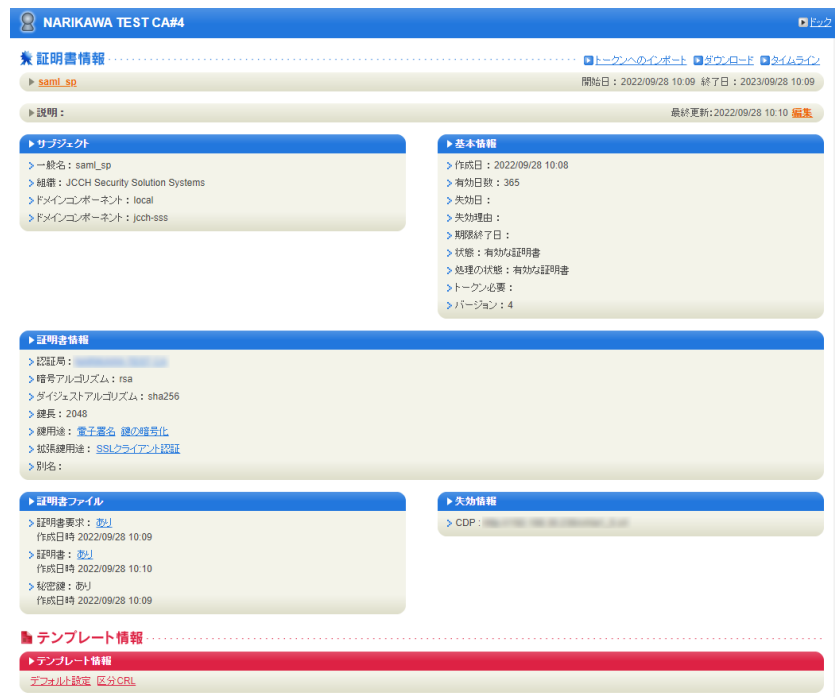 NARIKAWA TEST CA#4 ドック
証明書情報 トークンへのインポート ダウンロード タイムライン
saml_sp 開始日：2022/09/28 10:09 終了日：2023/09/28 10:09
説明： 最終更新:2022/09/28 10:10 編集
サブジェクト
一般名：saml_sp
組織：JCCH Security Solution Systems
ドメインコンポーネント：local
ドメインコンポーネント：jcch-sss
基本情報
作成日：2022/09/28 10:08
有効日数：365
失効日：
失効理由：
期限終了日：
状態：有効な証明書
処理の状態：有効な証明書
トークン必要：
バージョン：4
証明書情報
認証局：
暗号アルゴリズム：rsa
ダイジェストアルゴリズム：sha256
鍵長：2048
鍵用途： 電子署名 鍵の暗号化
拡張鍵用途： SSLクライアント認証
別名：
証明書ファイル
証明書要求： あり
作成日時 2022/09/28 10:09
証明書： あり
作成日時 2022/09/28 10:10
秘密鍵：あり
作成日時 2022/09/28 10:09
失効情報
CDP :
テンプレート情報
テンプレート情報
デフォルト設定 区分CRL